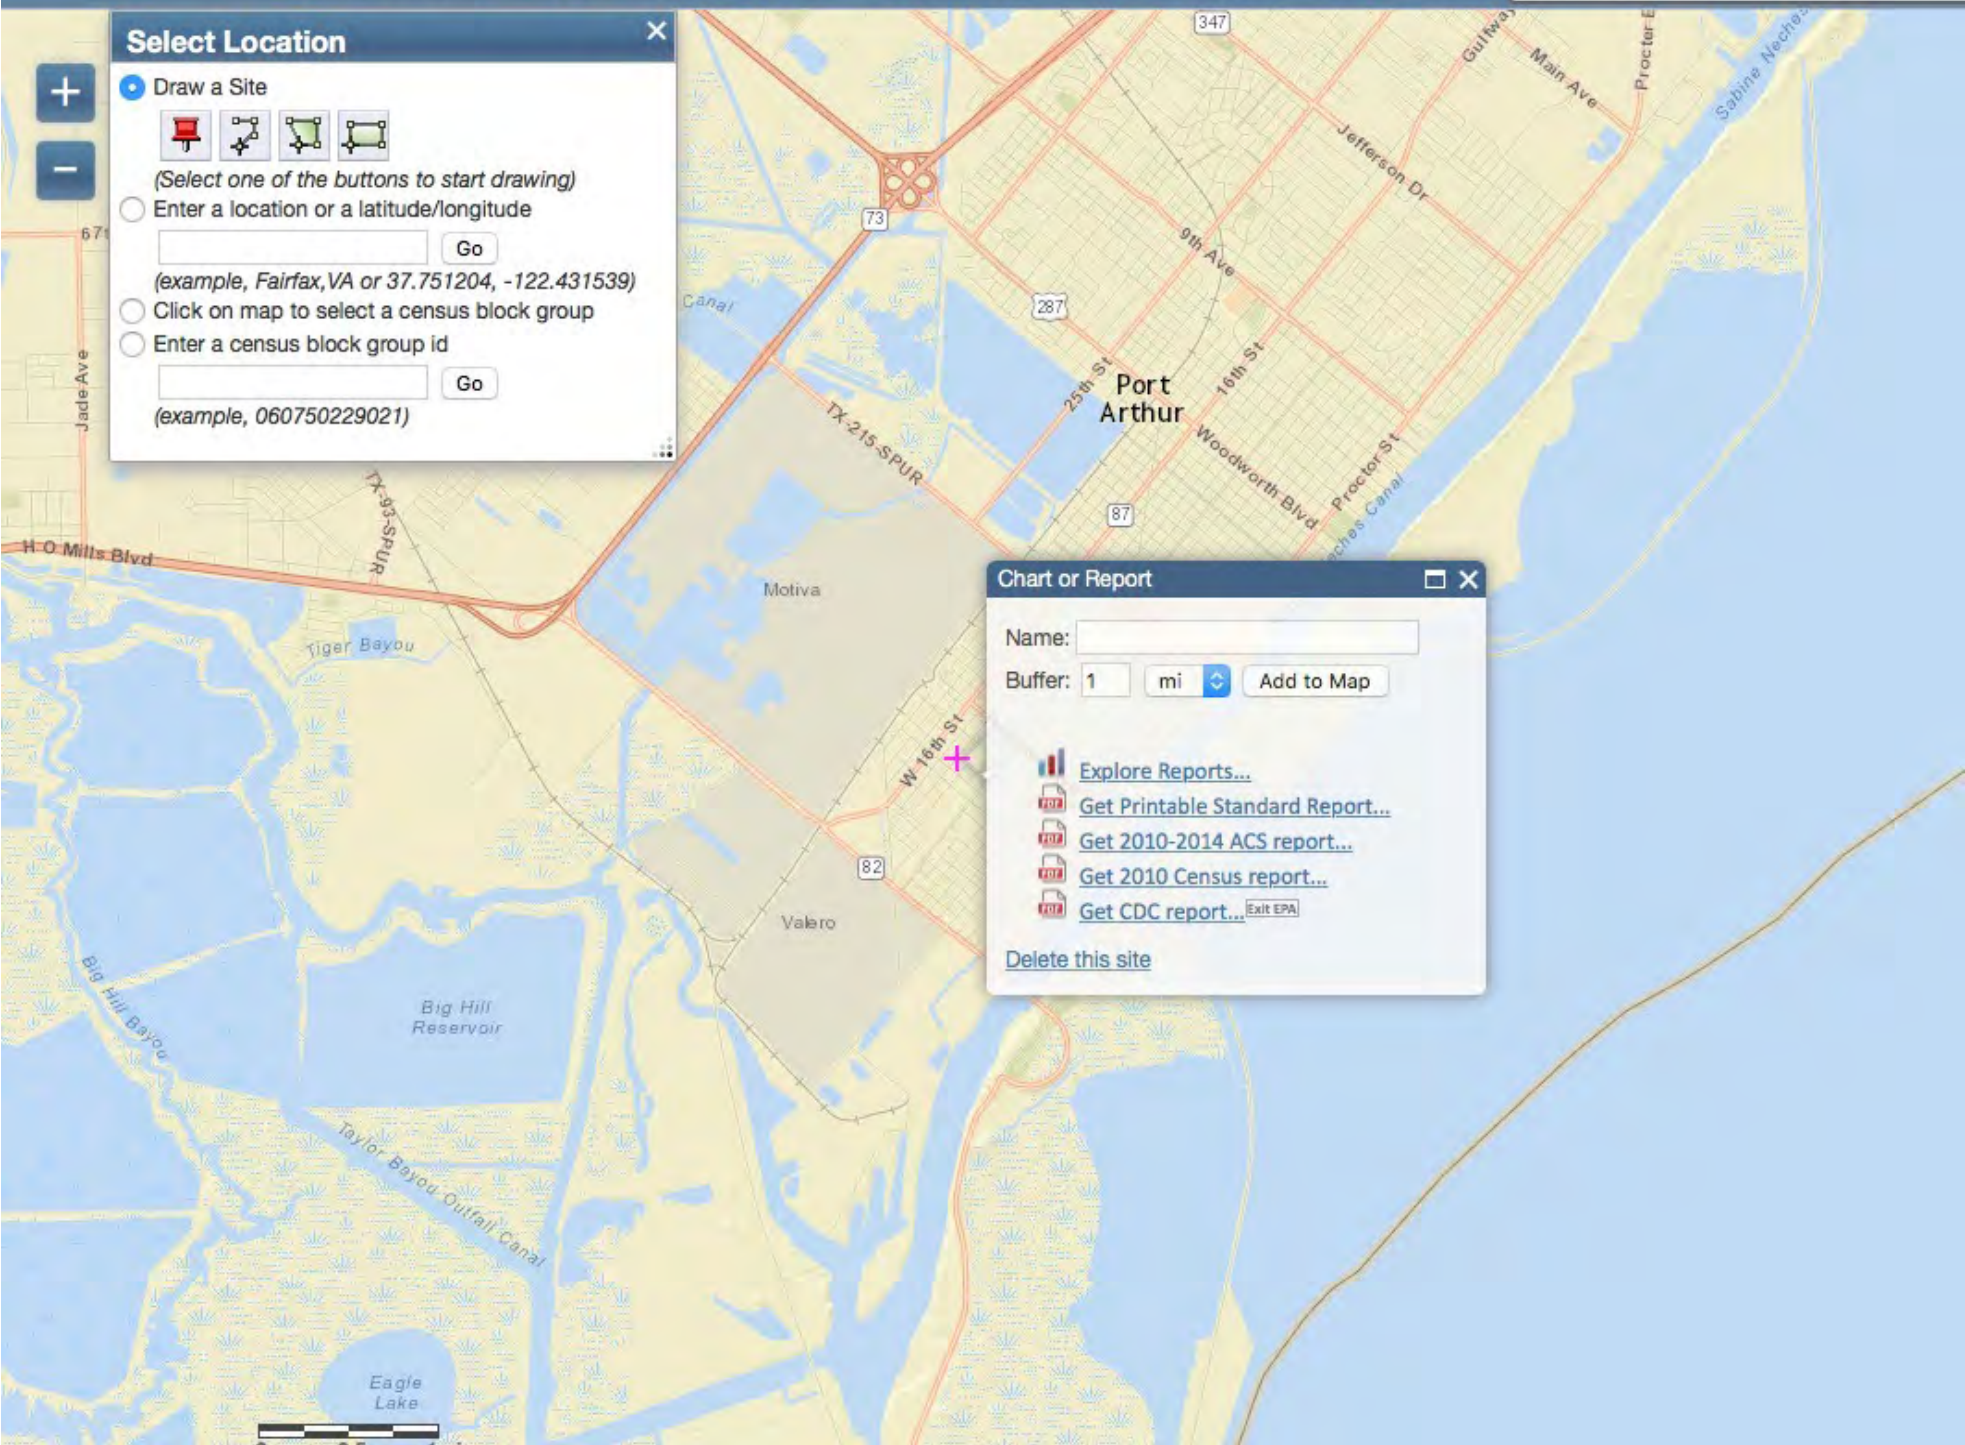 Select Location
Draw a Site
(Select one of the buttons to start drawing)
Enter a location or a latitude/longitude
Go
(example, Fairfax,VA or 37.751204, -122.431539)
Click on map to select a census block group
Enter a census block group id
Go
(example, 060750229021)
347
Gulfway
Main Ave
Procter
Sabine Neches
Jefferson Dr
73
9th Ave
Canal
287
Jade Ave
25th St
Port
Arthur
16th St
TX-215-SPUR
Woodworth Blvd
Proctor St
Canal
TX-93-SPUR
87
H O Mills Blvd
Motiva
Tiger Bayou
Chart or Report
Name:
Buffer: 1 mi Add to Map
W 16th St
Explore Reports...
Get Printable Standard Report...
Get 2010-2014 ACS report...
Get 2010 Census report...
Get CDC report... Exit EPA
Delete this site
82
Valero
Big Hill Bayou
Big Hill
Reservoir
Taylor Bayou Outfall Canal
Eagle
Lake